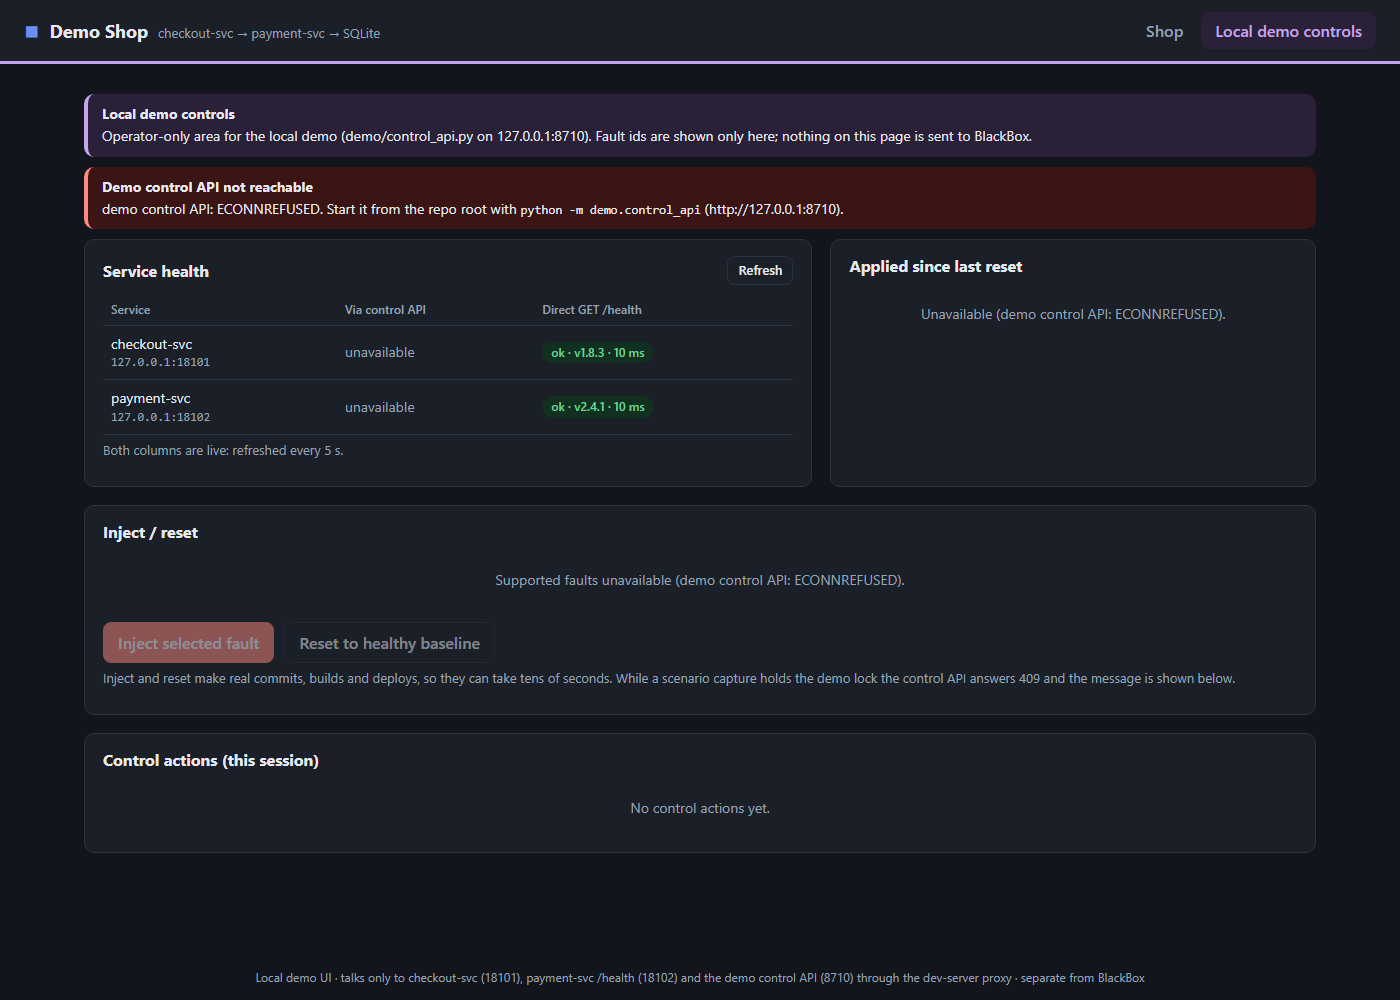 Demo Shop checkout-svc → payment-svc → SQLite
Shop
Local demo controls
Local demo controls
Operator-only area for the local demo (demo/control_api.py on 127.0.0.1:8710). Fault ids are shown only here; nothing on this page is sent to BlackBox.
Demo control API not reachable
demo control API: ECONNREFUSED. Start it from the repo root with python -m demo.control_api (http://127.0.0.1:8710).
Service health
Refresh
Service Via control API Direct GET /health
checkout-svc
127.0.0.1:18101
unavailable
ok · v1.8.3 · 10 ms
payment-svc
127.0.0.1:18102
unavailable
ok · v2.4.1 · 10 ms
Both columns are live: refreshed every 5 s.
Applied since last reset
Unavailable (demo control API: ECONNREFUSED).
Inject / reset
Supported faults unavailable (demo control API: ECONNREFUSED).
Inject selected fault
Reset to healthy baseline
Inject and reset make real commits, builds and deploys, so they can take tens of seconds. While a scenario capture holds the demo lock the control API answers 409 and the message is shown below.
Control actions (this session)
No control actions yet.
Local demo UI · talks only to checkout-svc (18101), payment-svc /health (18102) and the demo control API (8710) through the dev-server proxy · separate from BlackBox